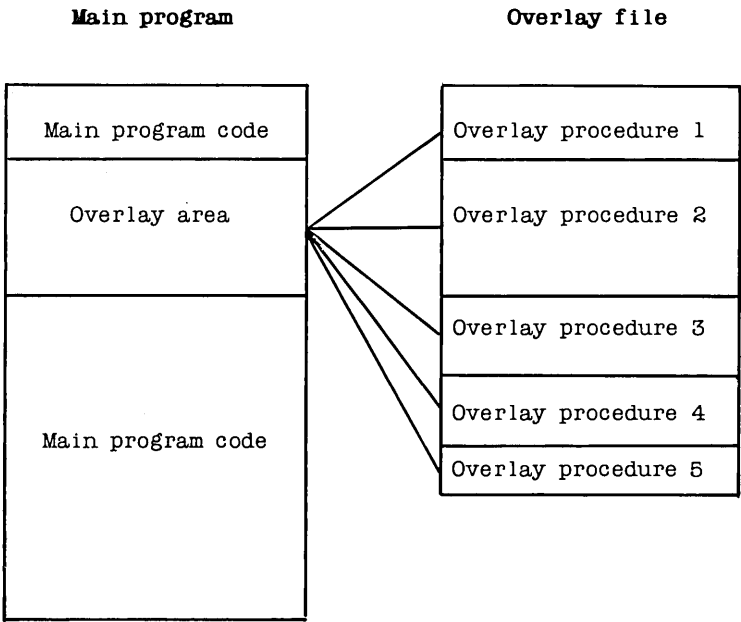 Main program
Overlay file
Main program code
Overlay area
Main program code
Overlay procedure 1
Overlay procedure 2
Overlay procedure 3
Overlay procedure 4
Overlay procedure 5